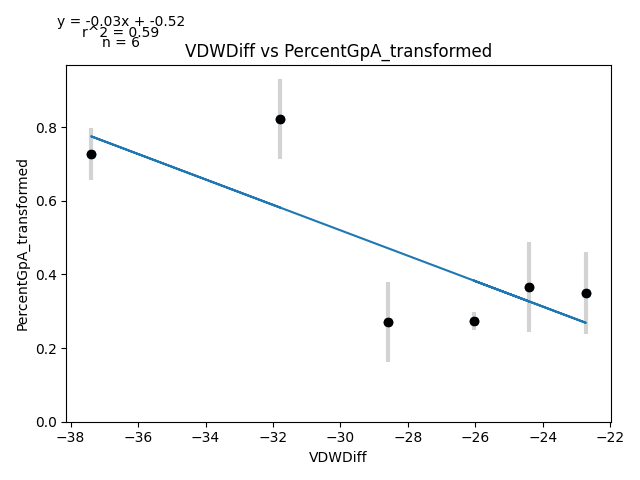 y = -0.03x + -0.52
r^2 = 0.59
n = 6
VDWDiff vs PercentGpA_transformed
PercentGpA_transformed
0.8
0.6
0.4
0.2
0.0
−38 −36 −34 −32 −30 −28 −26 −24 −22
VDWDiff